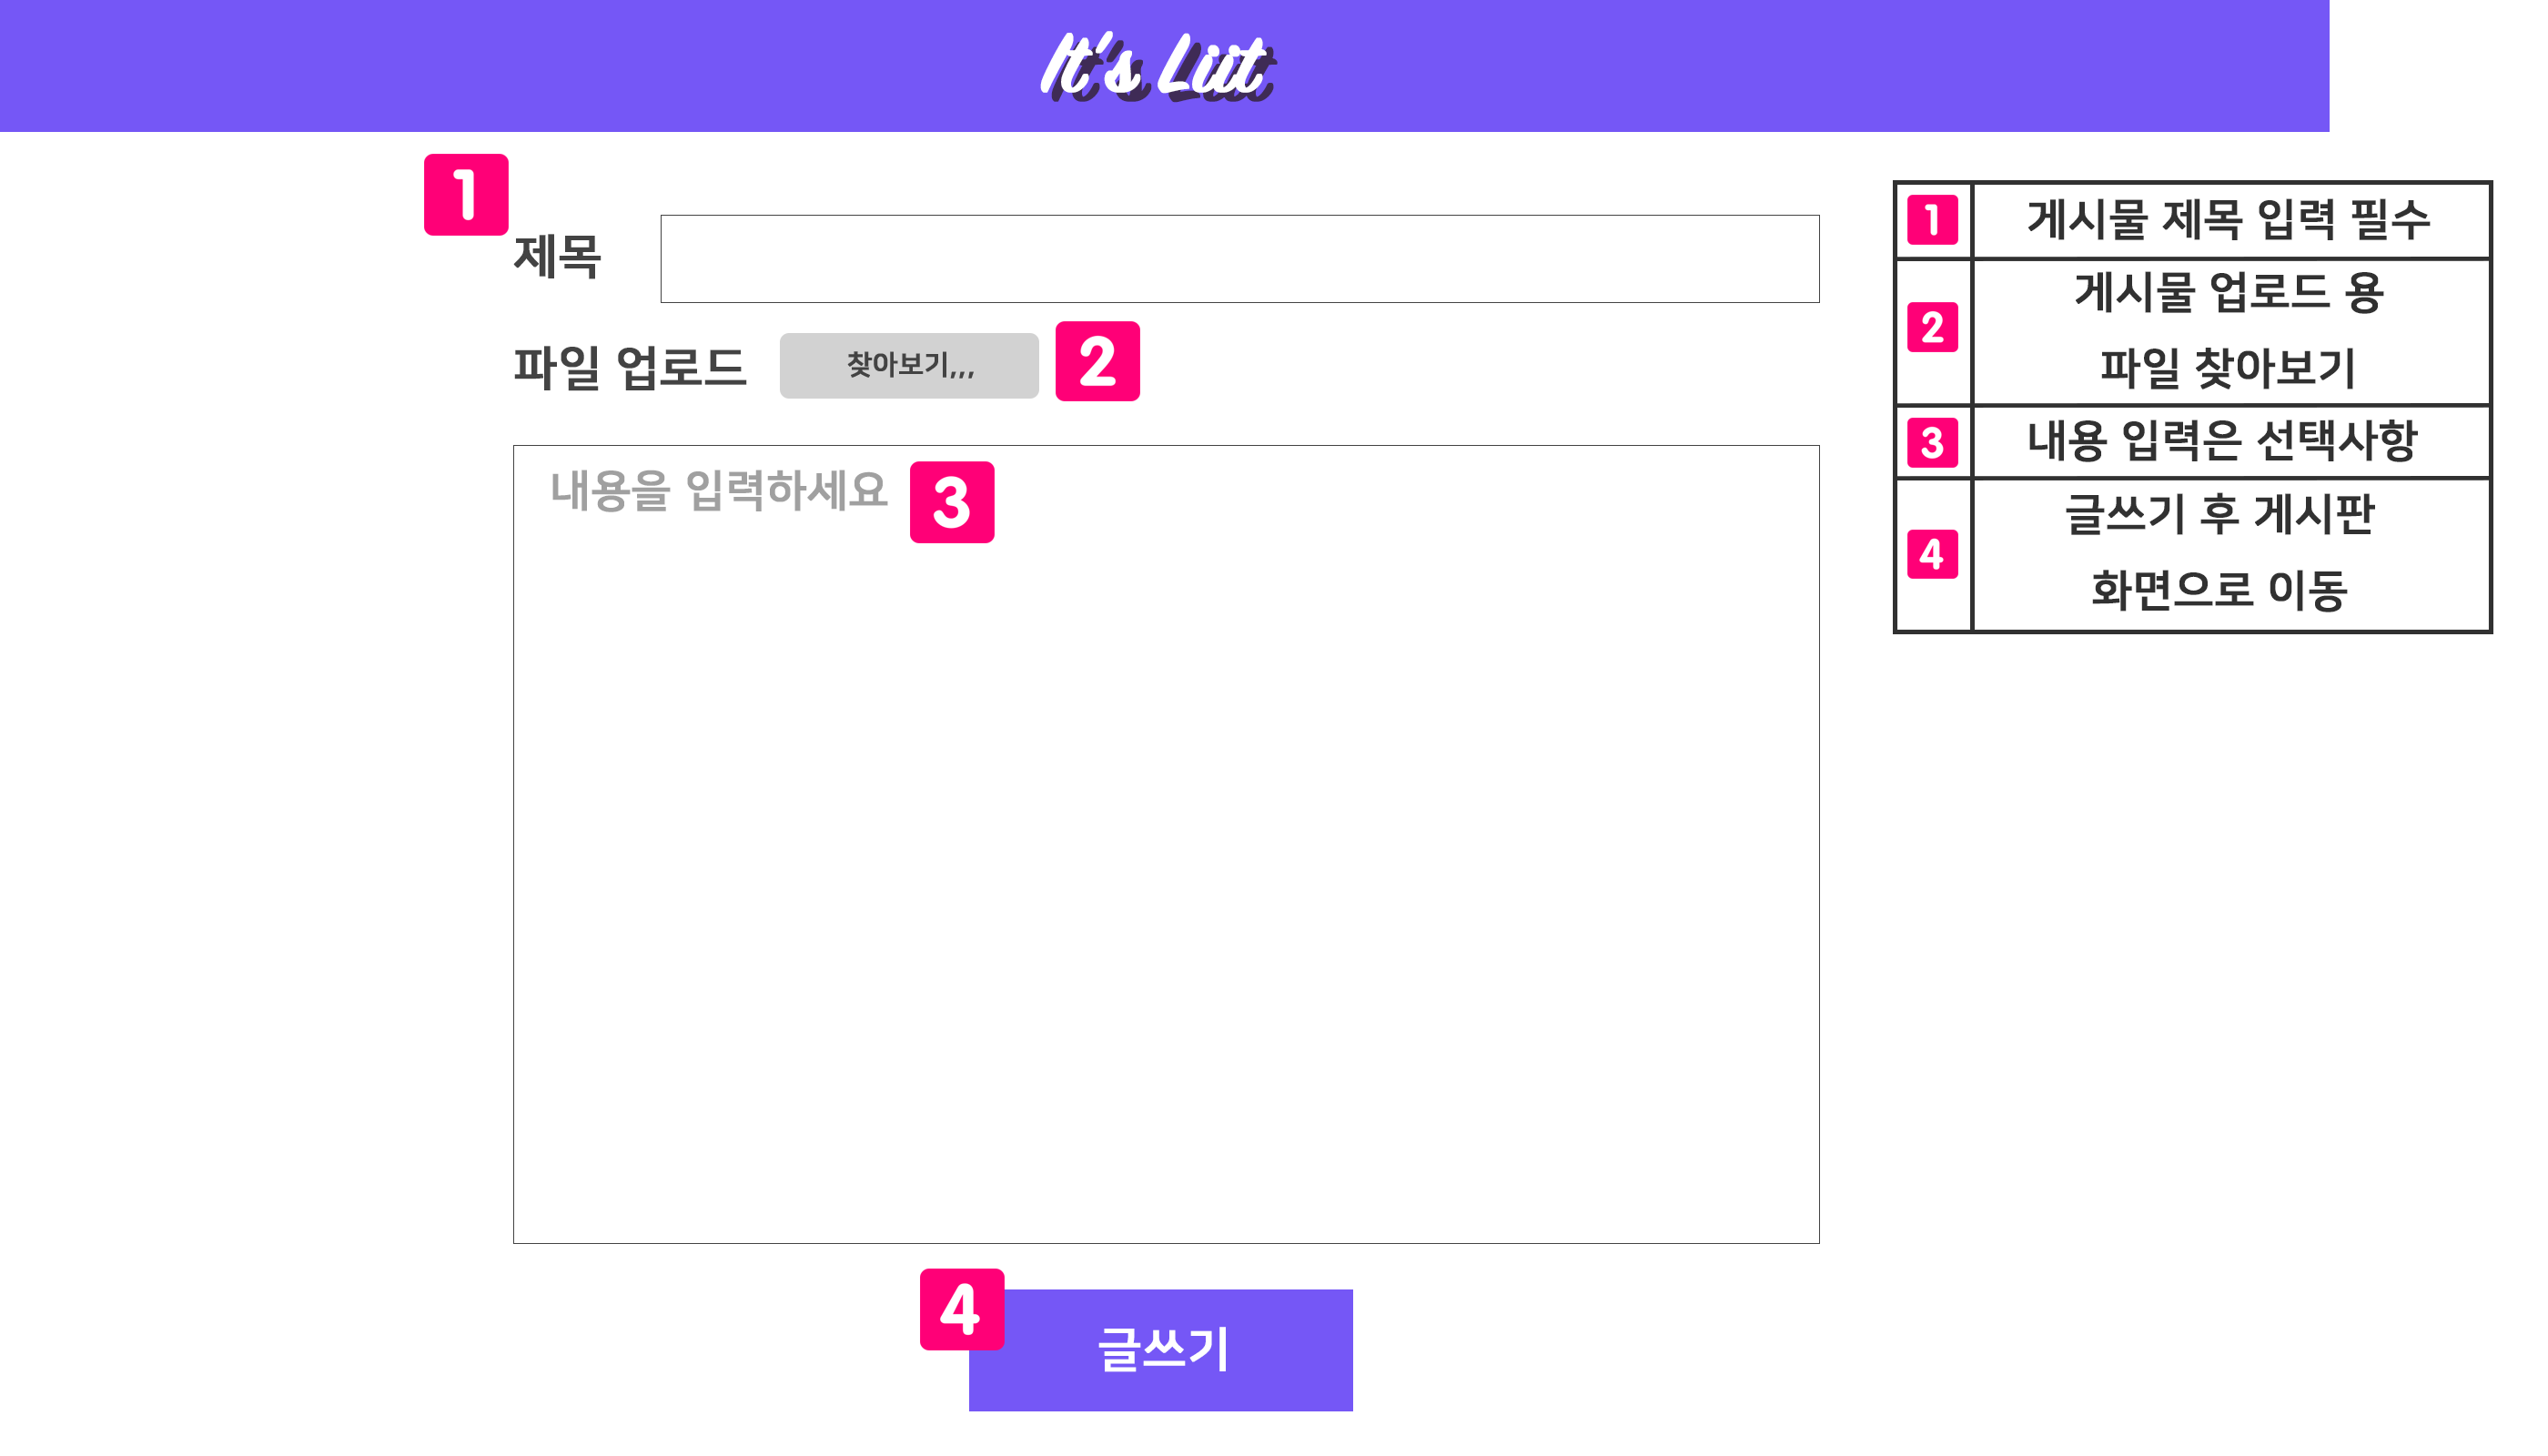 It's Liit
1
제목
파일 업로드
찾아보기,,,
2
내용을 입력하세요
3
4
글쓰기
1
게시물 제목 입력 필수
2
게시물 업로드 용
파일 찾아보기
3
내용 입력은 선택사항
4
글쓰기 후 게시판
화면으로 이동